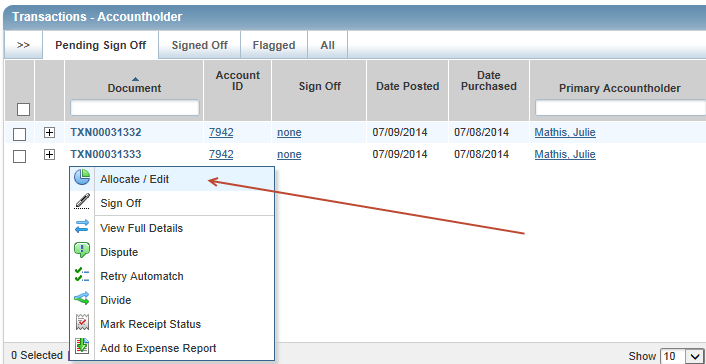 Transactions - Accountholder
>> Pending Sign Off Signed Off Flagged All
Document Account ID Sign Off Date Posted Date Purchased Primary Accountholder
TXN00031332 7942 none 07/09/2014 07/08/2014 Mathis, Julie
TXN00031333 7942 none 07/09/2014 07/08/2014 Mathis, Julie
Allocate / Edit
Sign Off
View Full Details
Dispute
Retry Automatch
Divide
Mark Receipt Status
Add to Expense Report
0 Selected
Show 10